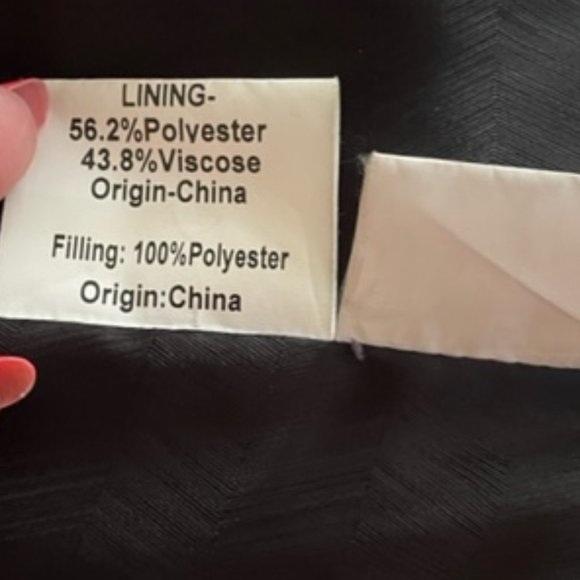 LINING-
56.2%Polyester
43.8%Viscose
Origin-China
Filling: 100%Polyester
Origin:China